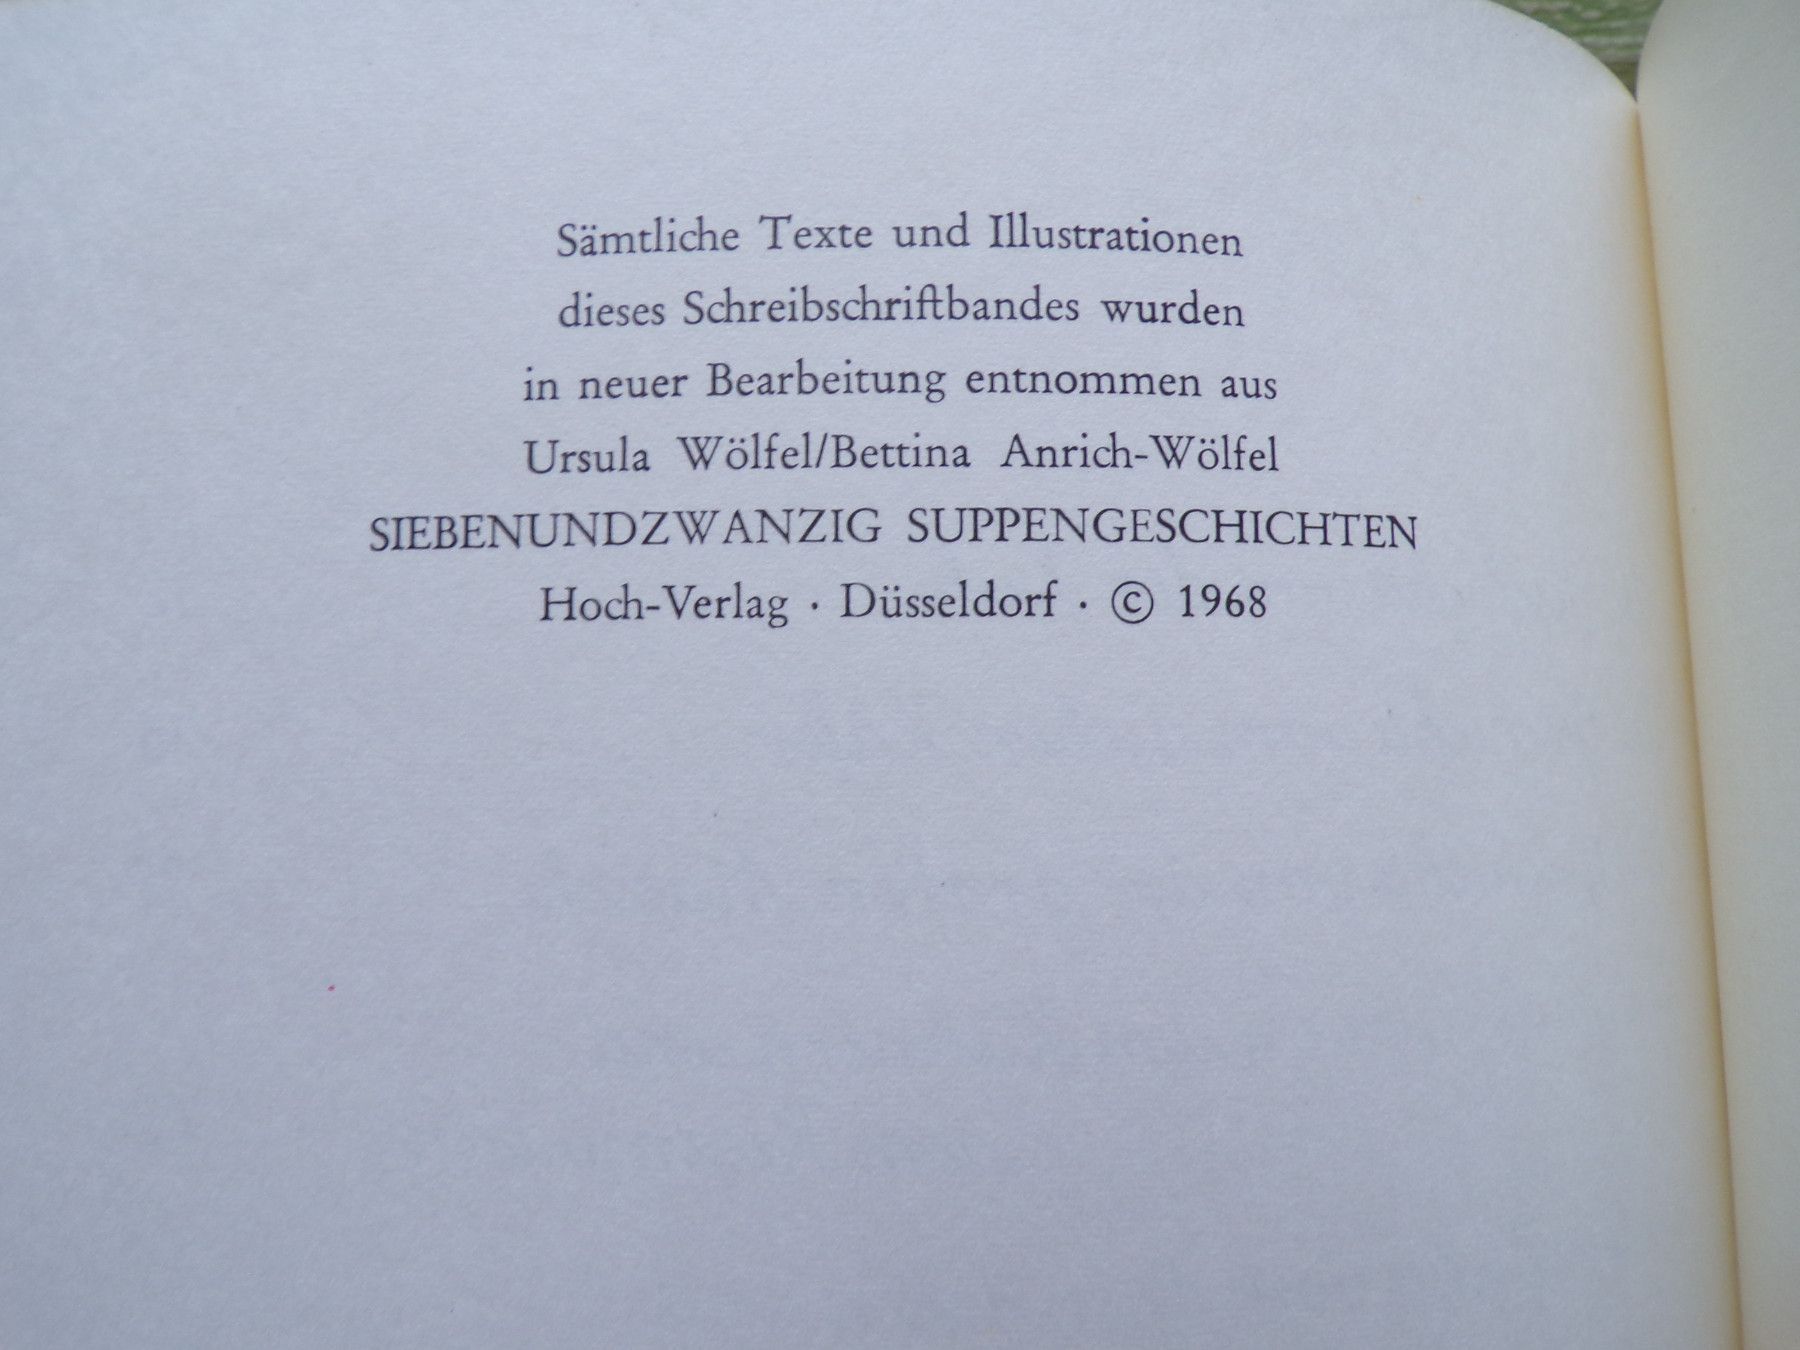 Sämtliche Texte und Illustrationen
dieses Schreibschriftbandes wurden
in neuer Bearbeitung entnommen aus
Ursula Wölfel/Bettina Anrich-Wölfel
SIEBENUNDZWANZIG SUPPENGESCHICHTEN
Hoch-Verlag · Düsseldorf · © 1968